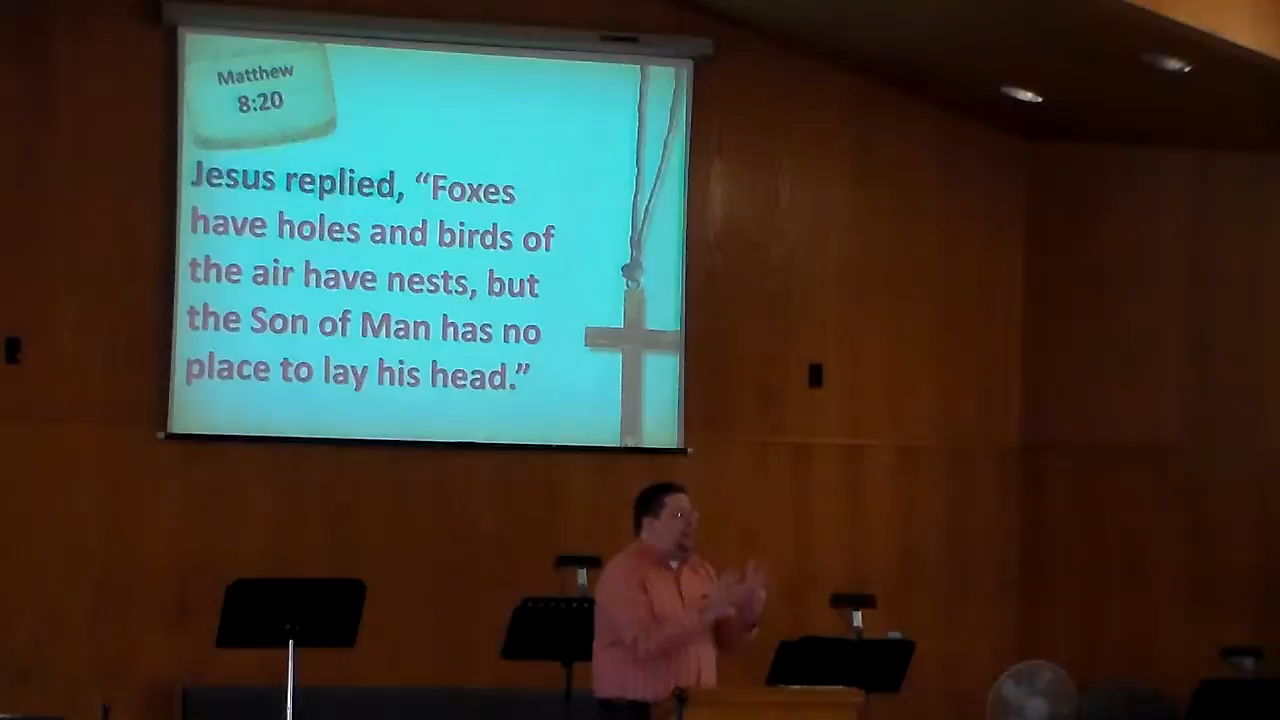 Matthew
8:20
Jesus replied, “Foxes
have holes and birds of
the air have nests, but
the Son of Man has no
place to lay his head.”